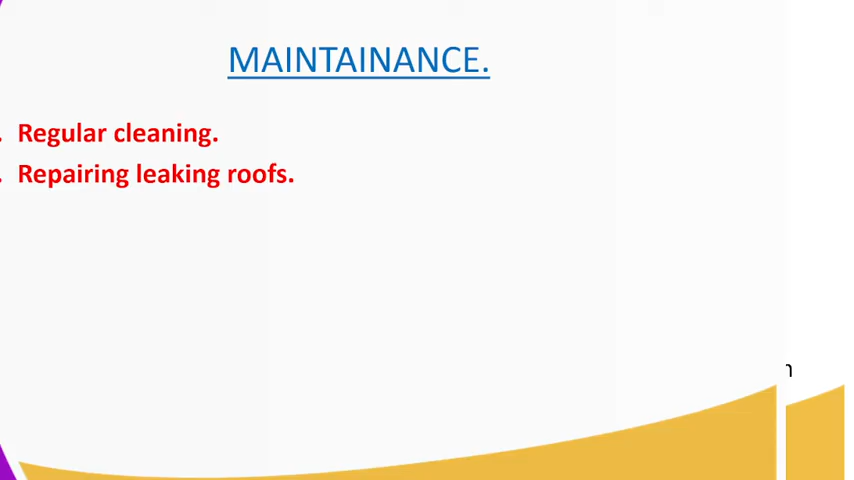 MAINTAINANCE.
. Regular cleaning.
. Repairing leaking roofs.